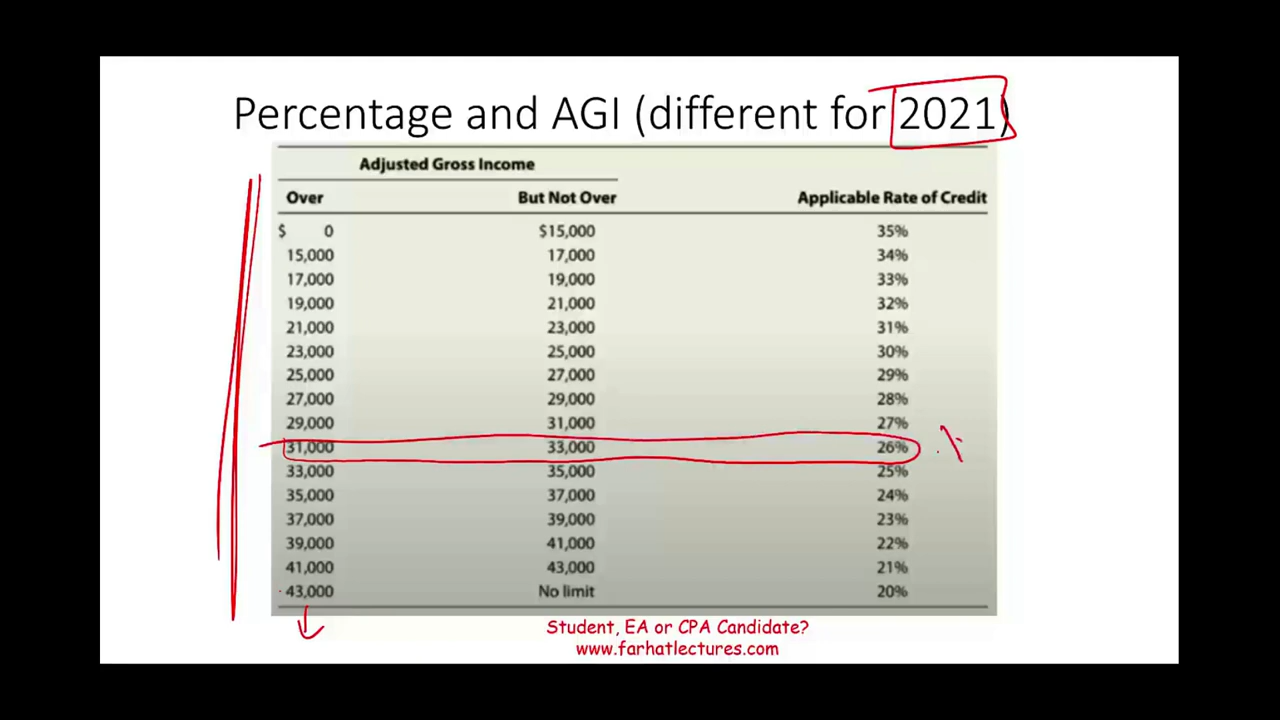 Percentage and AGI (different for 2021)
Adjusted Gross Income
Over But Not Over Applicable Rate of Credit
$ 0 $15,000 35%
15,000 17,000 34%
17,000 19,000 33%
19,000 21,000 32%
21,000 23,000 31%
23,000 25,000 30%
25,000 27,000 29%
27,000 29,000 28%
29,000 31,000 27%
31,000 33,000 26%
33,000 35,000 25%
35,000 37,000 24%
37,000 39,000 23%
39,000 41,000 22%
41,000 43,000 21%
43,000 No limit 20%
Student, EA or CPA Candidate?
www.farhatlectures.com